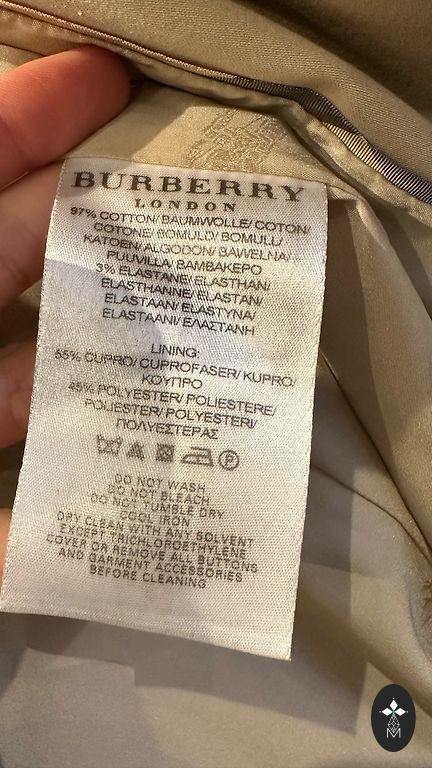 BURBERRY
LONDON
97% COTTON/ BAUMWOLLE/ COTON/
COTONE/ BOMULD/ BOMULL/
KATOEN/ ALGODON/ BAWELNA/
PUUVILLA/ BAMBAKEPO
3% ELASTANE/ ELASTHAN/
ELASTHANNE/ ELASTAN/
ELASTAAN/ ELASTYNA/
ELASTAANI/ ΕΛΑΣΤΑΝΗ
LINING:
55% CUPRO/ CUPROFASER/ KUPRO/
ΚΟΥΠΡΟ
45% POLYESTER/ POLIESTERE/
POLIESTER/ POLYESTERI/
ΠΟΛΥΕΣΤΕΡΑΣ
P
DO NOT WASH
DO NOT BLEACH
DO NOT TUMBLE DRY
COOL IRON
DRY CLEAN WITH ANY SOLVENT
EXCEPT TRICHLOROETHYLENE
COVER OR REMOVE ALL BUTTONS
AND GARMENT ACCESSORIES
BEFORE CLEANING
M